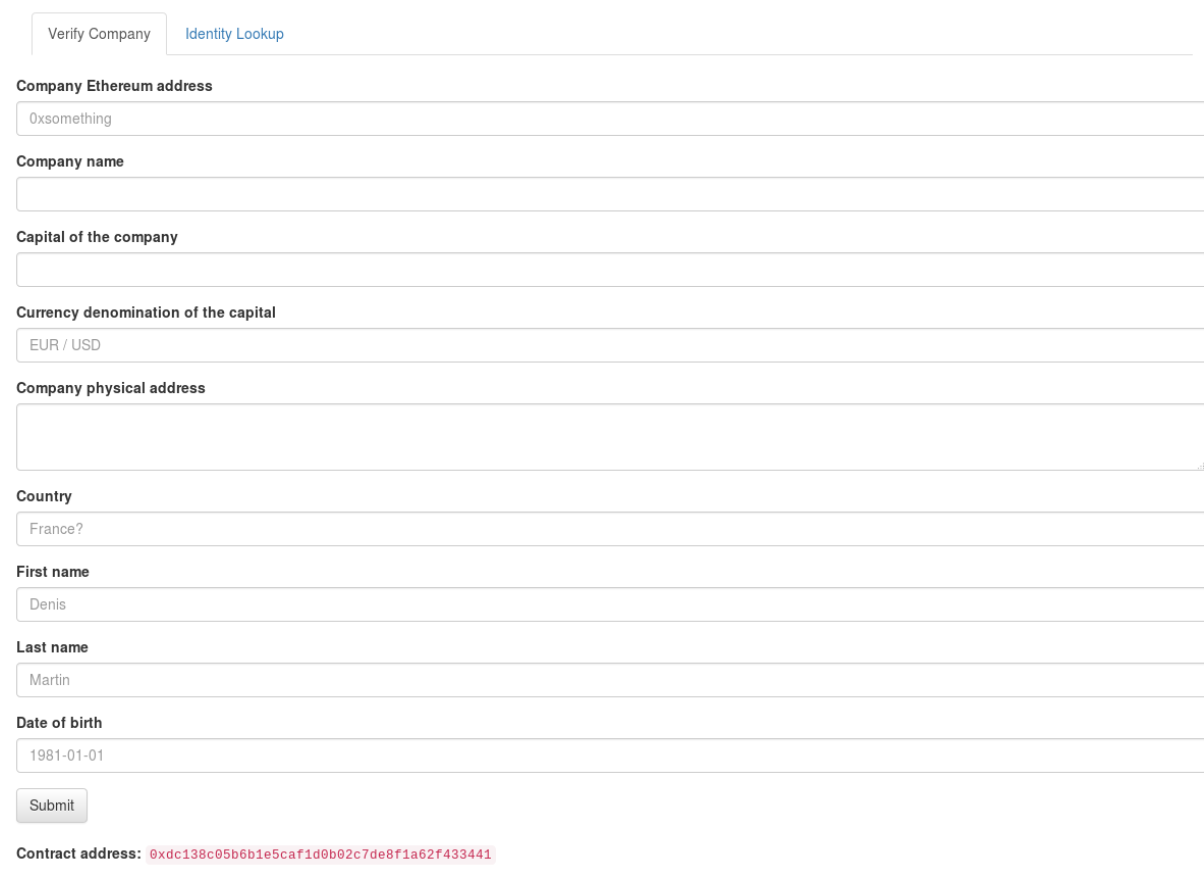 Verify Company Identity Lookup
Company Ethereum address
0xsomething
Company name
Capital of the company
Currency denomination of the capital
EUR / USD
Company physical address
Country
France?
First name
Denis
Last name
Martin
Date of birth
1981-01-01
Submit
Contract address: 0xdc138c05b6b1e5caf1d0b02c7de8f1a62f433441